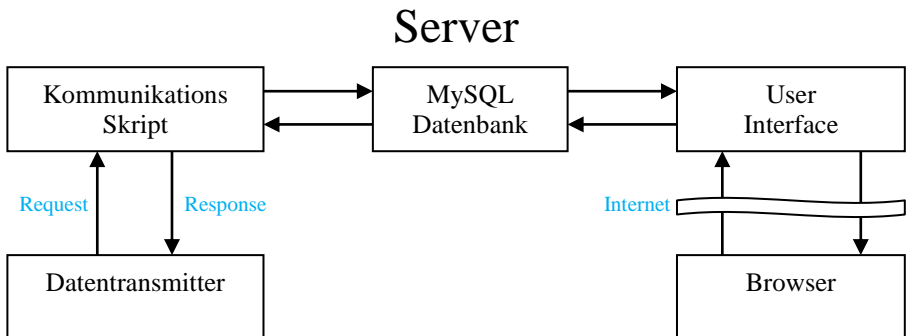 Server
Kommunikations
Skript
MySQL
Datenbank
User
Interface
Request
Response
Internet
Datentransmitter
Browser